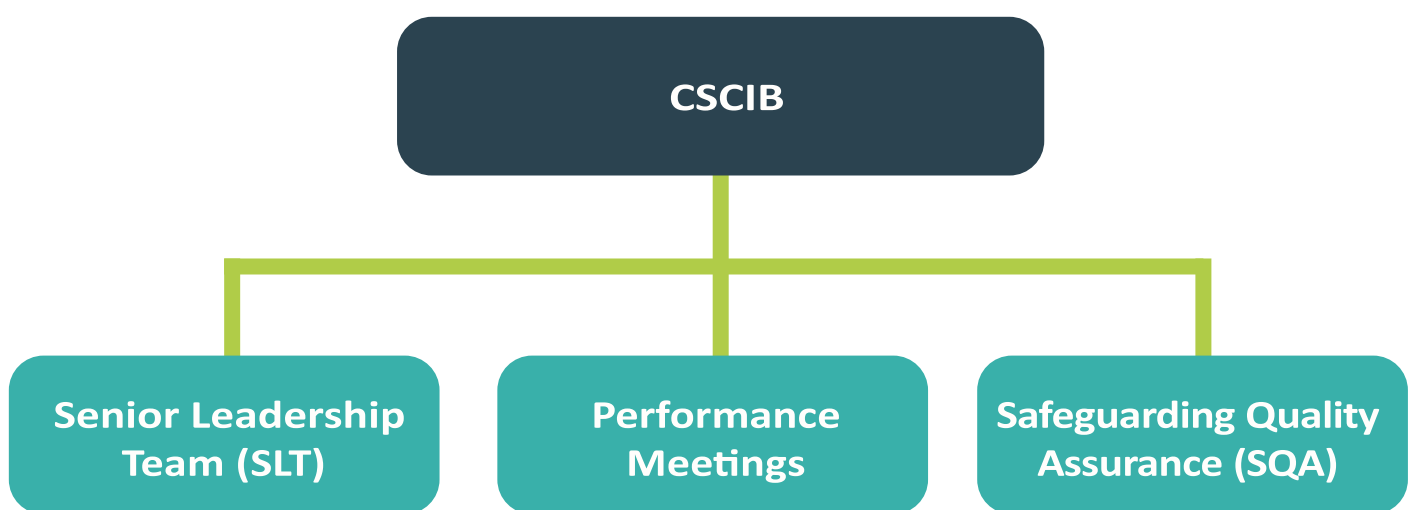 CSCIB
Senior Leadership
Team (SLT)
Performance
Meetings
Safeguarding Quality
Assurance (SQA)